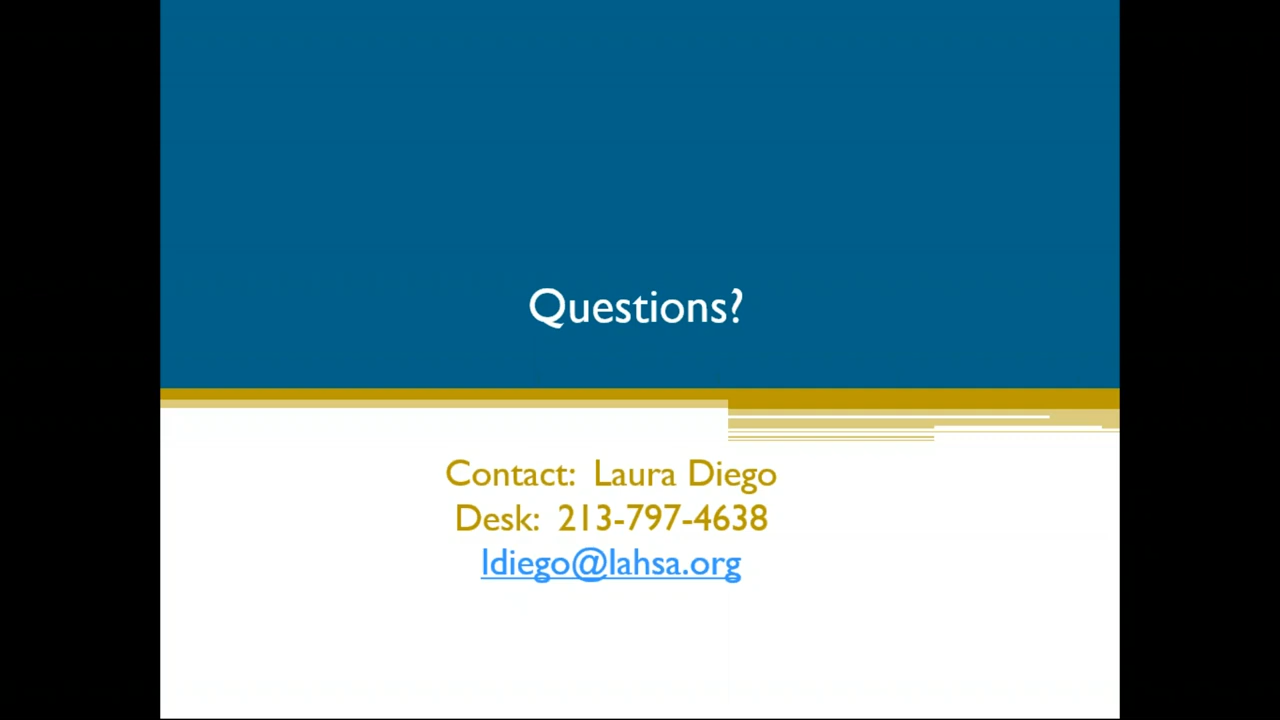 Questions?
Contact: Laura Diego
Desk: 213-797-4638
ldiego@lahsa.org